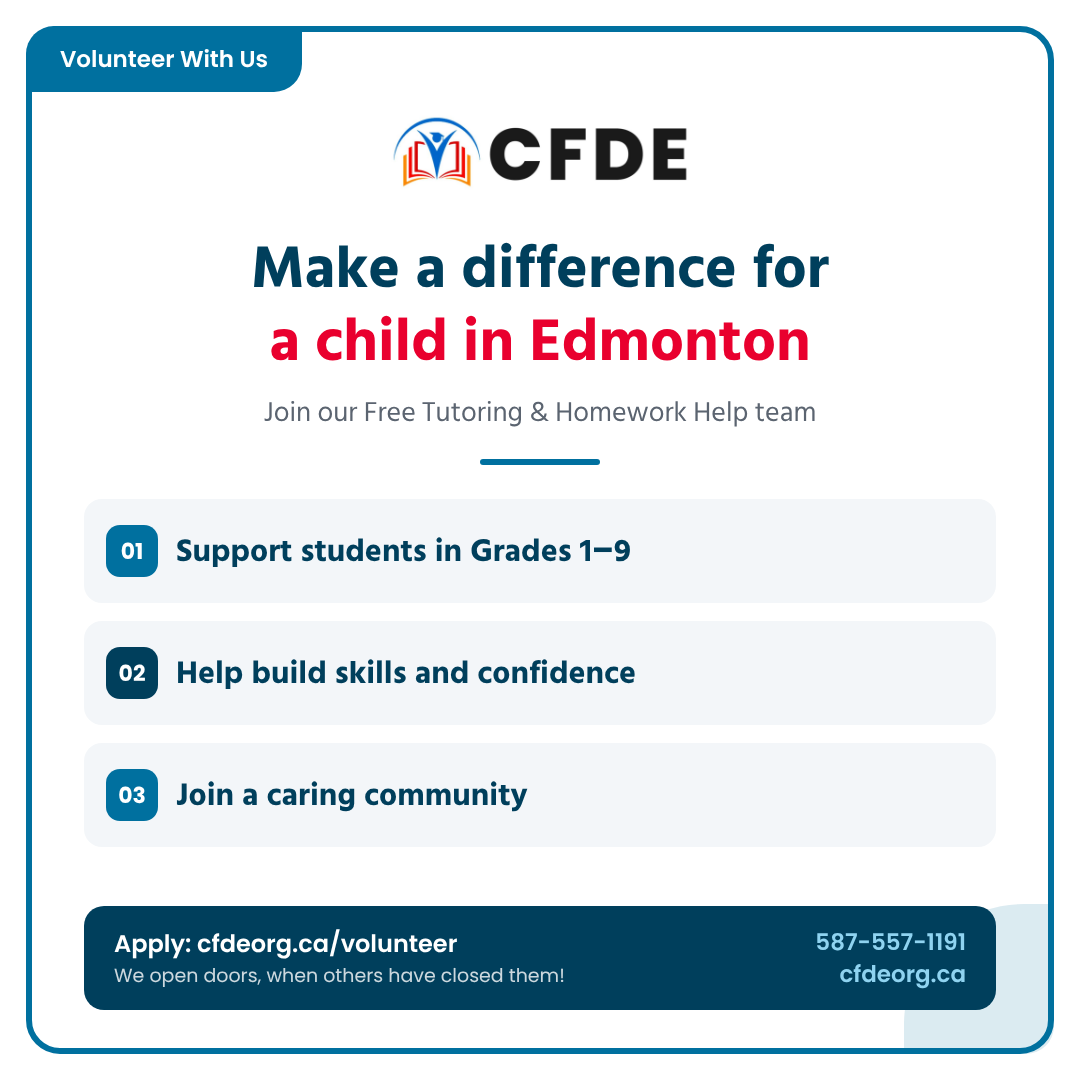 Volunteer With Us
CFDE
Make a difference for
a child in Edmonton
Join our Free Tutoring & Homework Help team
01 Support students in Grades 1–9
02 Help build skills and confidence
03 Join a caring community
Apply: cfdeorg.ca/volunteer
We open doors, when others have closed them!
587-557-1191
cfdeorg.ca